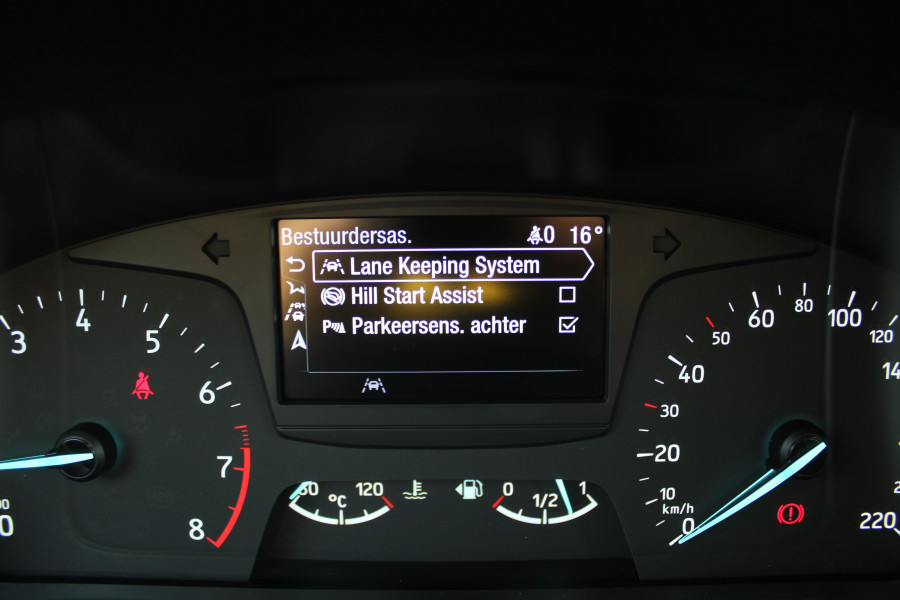 Bestuurdersas. 0 16°
Lane Keeping System
Hill Start Assist
P Parkeersens. achter
3 4 5 6 7 8
°C 120
0 1/2 1
0 10 20 30 40 50 60 80 100 120
km/h
220